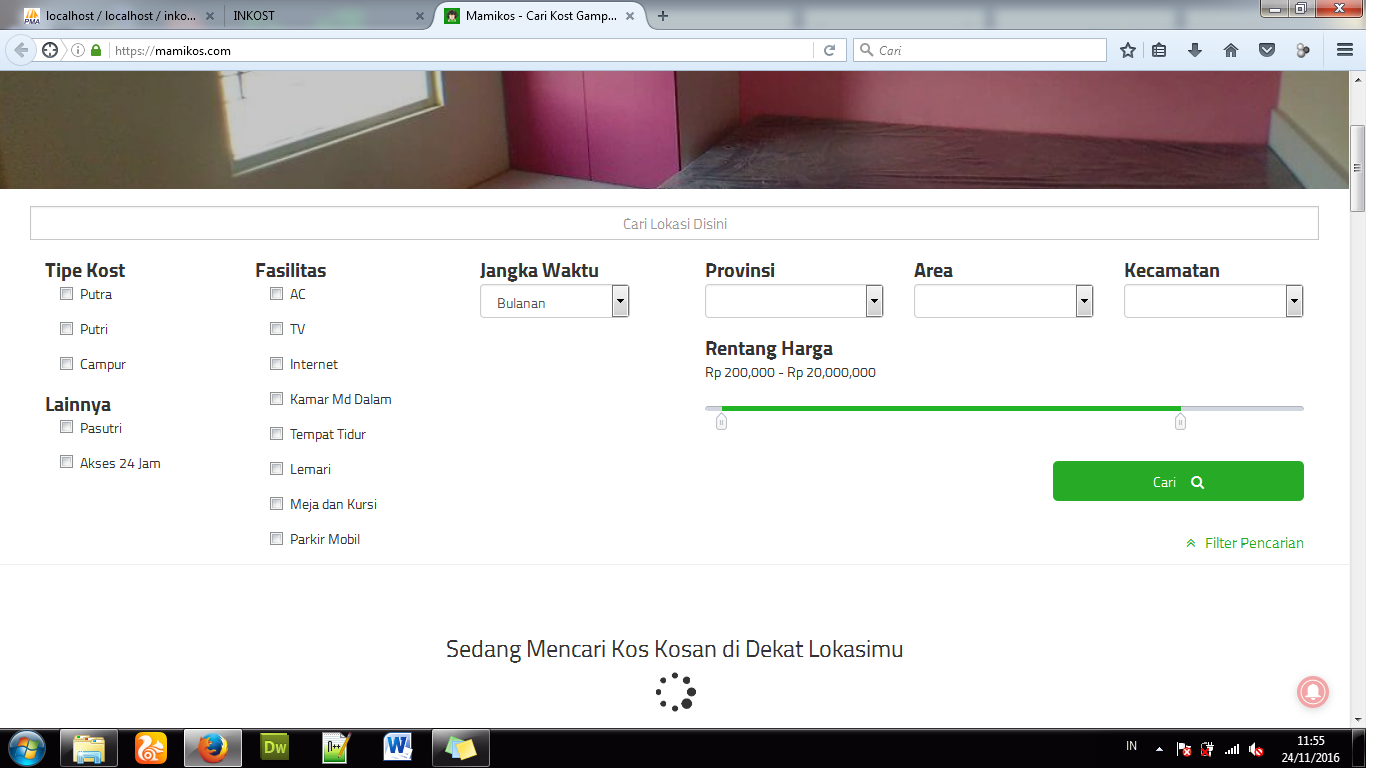 localhost / localhost / inko...
INKOST
Mamikos - Cari Kost Gamp...
https://mamikos.com
Cari
Cari Lokasi Disini
Tipe Kost
Putra
Putri
Campur
Lainnya
Pasutri
Akses 24 Jam
Fasilitas
AC
TV
Internet
Kamar Md Dalam
Tempat Tidur
Lemari
Meja dan Kursi
Parkir Mobil
Jangka Waktu
Bulanan
Provinsi
Area
Kecamatan
Rentang Harga
Rp 200,000 - Rp 20,000,000
Cari
Filter Pencarian
Sedang Mencari Kos Kosan di Dekat Lokasimu
Dw
IN
11:55
24/11/2016